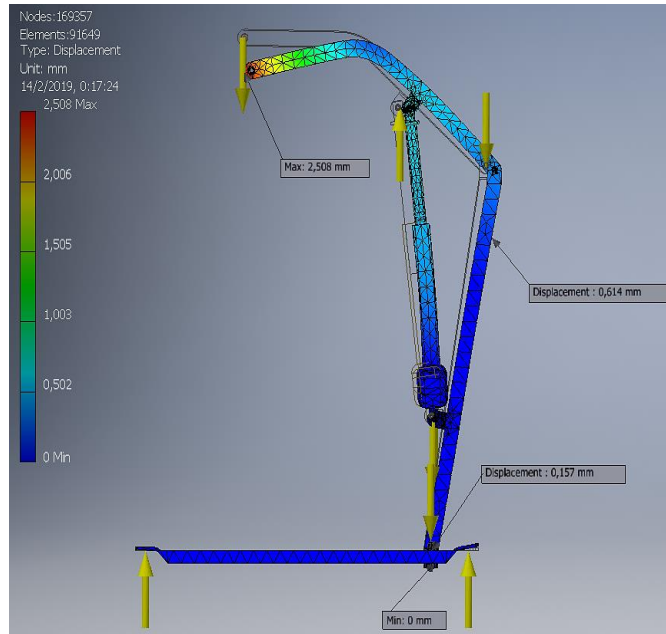 Nodes:169357
Elements:91649
Type: Displacement
Unit: mm
14/2/2019, 0:17:24
2,508 Max
2,006
1,505
1,003
0,502
0 Min
Max: 2,508 mm
Displacement : 0,614 mm
Displacement : 0,157 mm
Min: 0 mm